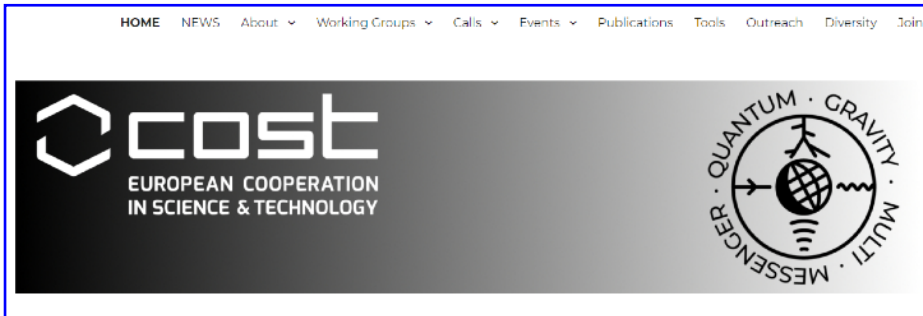 HOME NEWS About Working Groups Calls Events Publications Tools Outreach Diversity Join
cost
EUROPEAN COOPERATION
IN SCIENCE & TECHNOLOGY
QUANTUM · GRAVITY · MULTI · MESSENGER ·